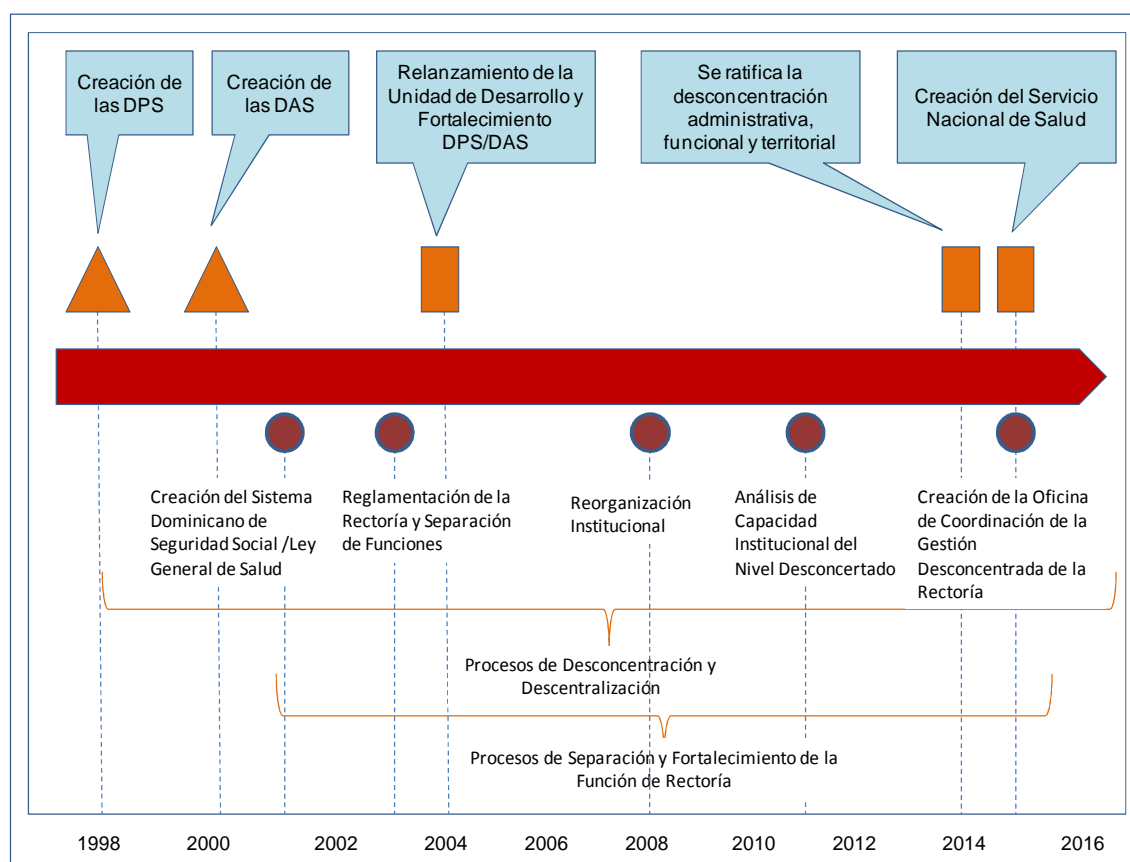 Creación de
las DPS
Creación de
las DAS
Relanzamiento de la
Unidad de Desarrollo y
Fortalecimiento
DPS/DAS
Se ratifica la
desconcentración
administrativa,
funcional y territorial
Creación del Servicio
Nacional de Salud
Creación del Sistema
Dominicano de
Seguridad Social /Ley
General de Salud
Reglamentación de la
Rectoría y Separación
de Funciones
Reorganización
Institucional
Análisis de
Capacidad
Institucional del
Nivel Desconcertado
Creación de la Oficina
de Coordinación de la
Gestión
Desconcentrada de la
Rectoría
Procesos de Desconcentración y
Descentralización
Procesos de Separación y Fortalecimiento de la
Función de Rectoría
1998 2000 2002 2004 2006 2008 2010 2012 2014 2016